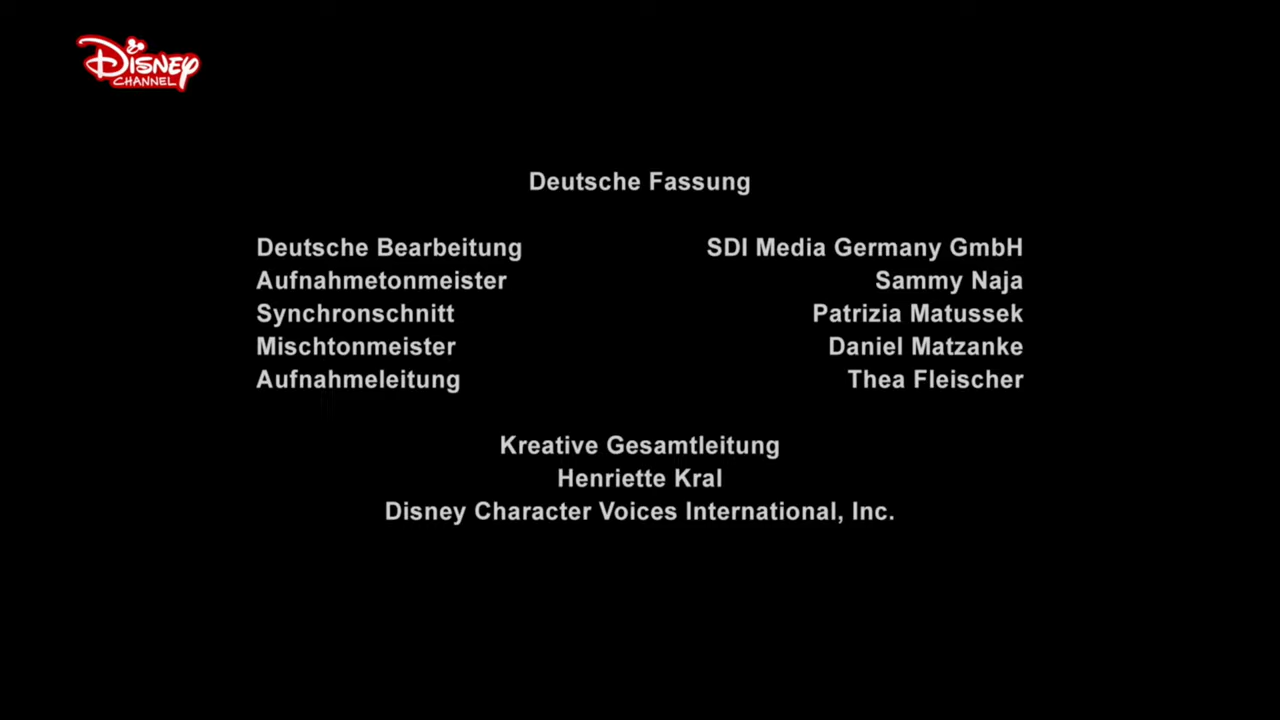 Disney
CHANNEL
Deutsche Fassung
Deutsche Bearbeitung SDI Media Germany GmbH
Aufnahmetonmeister Sammy Naja
Synchronschnitt Patrizia Matussek
Mischtonmeister Daniel Matzanke
Aufnahmeleitung Thea Fleischer
Kreative Gesamtleitung
Henriette Kral
Disney Character Voices International, Inc.